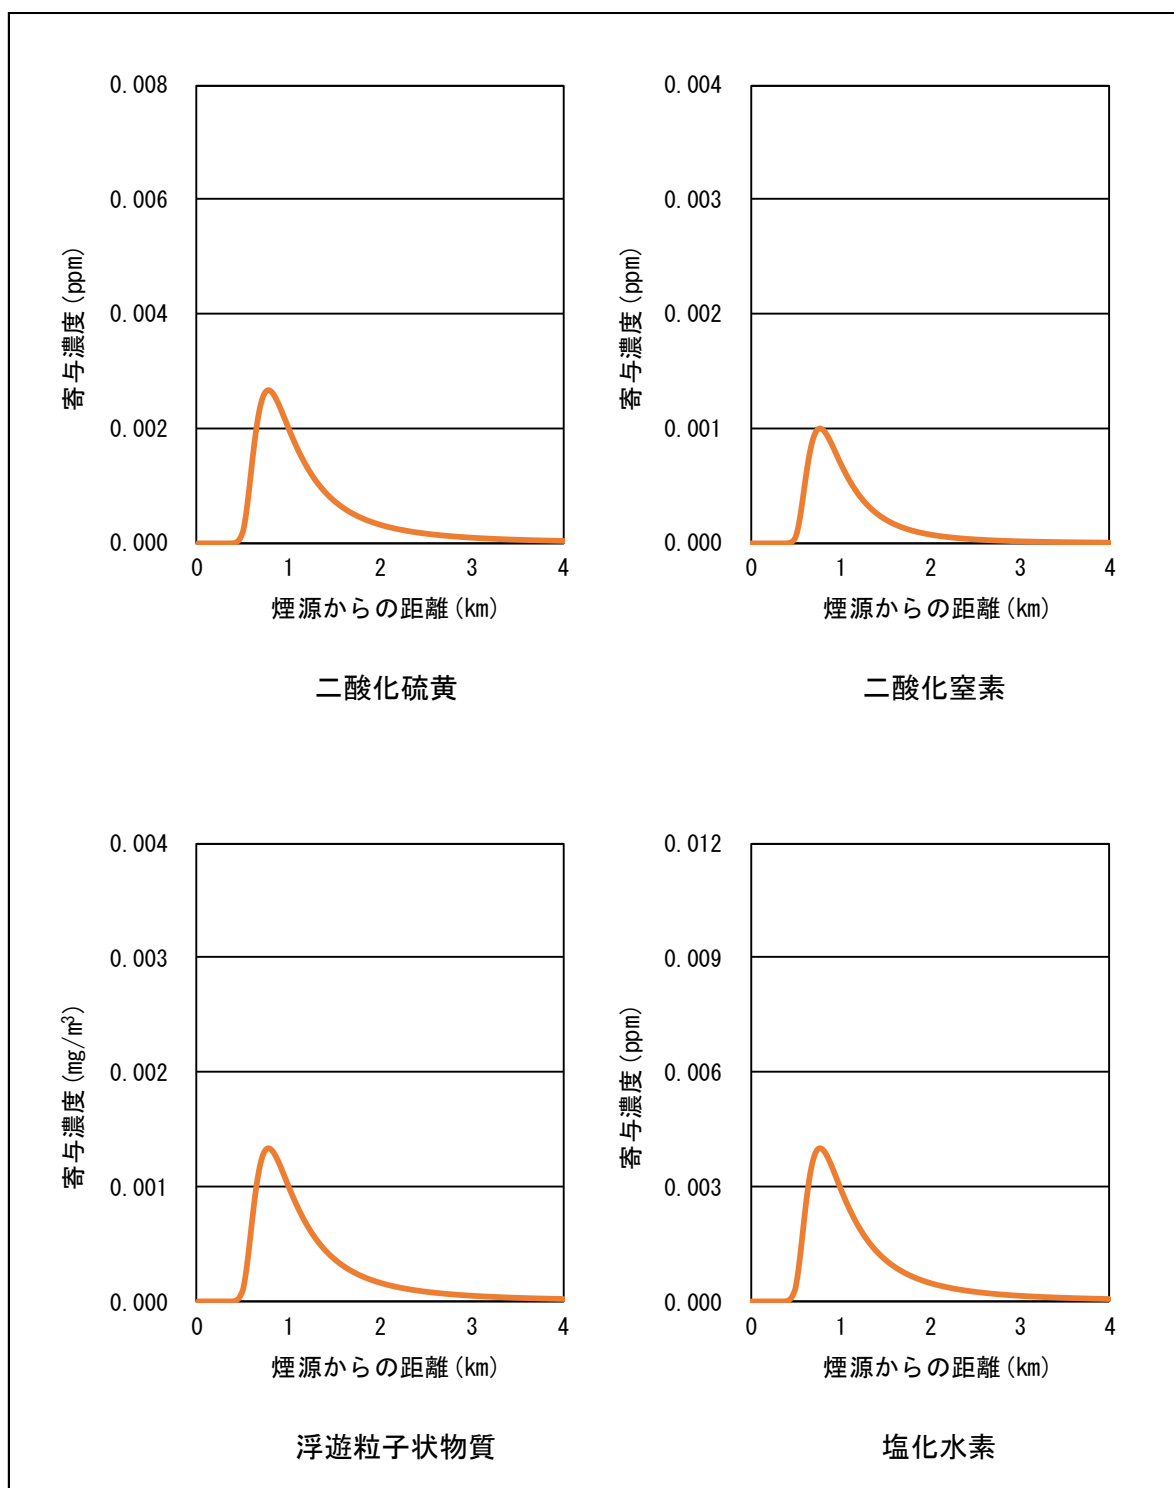 0.008
0.006
0.004
0.002
0.000
寄与濃度(ppm)
0 1 2 3 4
煙源からの距離(km)
二酸化硫黄
0.004
0.003
0.002
0.001
0.000
寄与濃度(ppm)
0 1 2 3 4
煙源からの距離(km)
二酸化窒素
0.004
0.003
0.002
0.001
0.000
寄与濃度(mg/m³)
0 1 2 3 4
煙源からの距離(km)
浮遊粒子状物質
0.012
0.009
0.006
0.003
0.000
寄与濃度(ppm)
0 1 2 3 4
煙源からの距離(km)
塩化水素